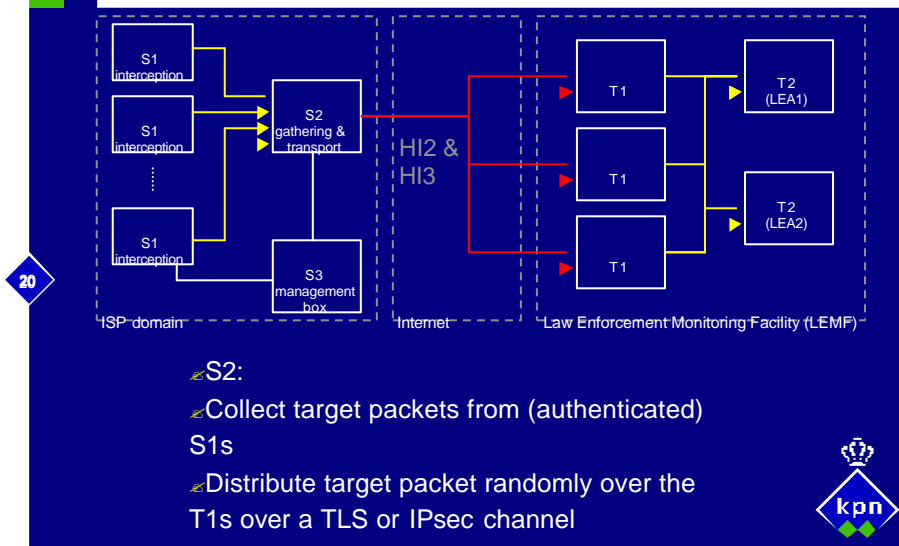 S1
interception
S1
interception
S1
interception
S2
gathering &
transport
S3
management
box
HI2 &
HI3
T1
T1
T1
T2
(LEA1)
T2
(LEA2)
ISP domain
Internet
Law Enforcement Monitoring Facility (LEMF)
20
S2:
Collect target packets from (authenticated)
S1s
Distribute target packet randomly over the
T1s over a TLS or IPsec channel
kpn